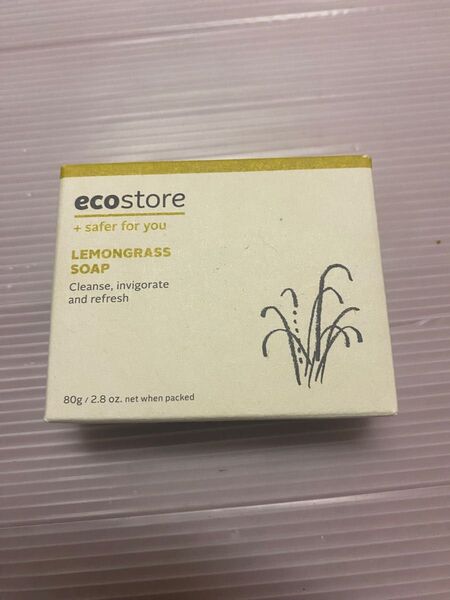 ecostore
+ safer for you
LEMONGRASS
SOAP
Cleanse, invigorate
and refresh
80g / 2.8 oz. net when packed